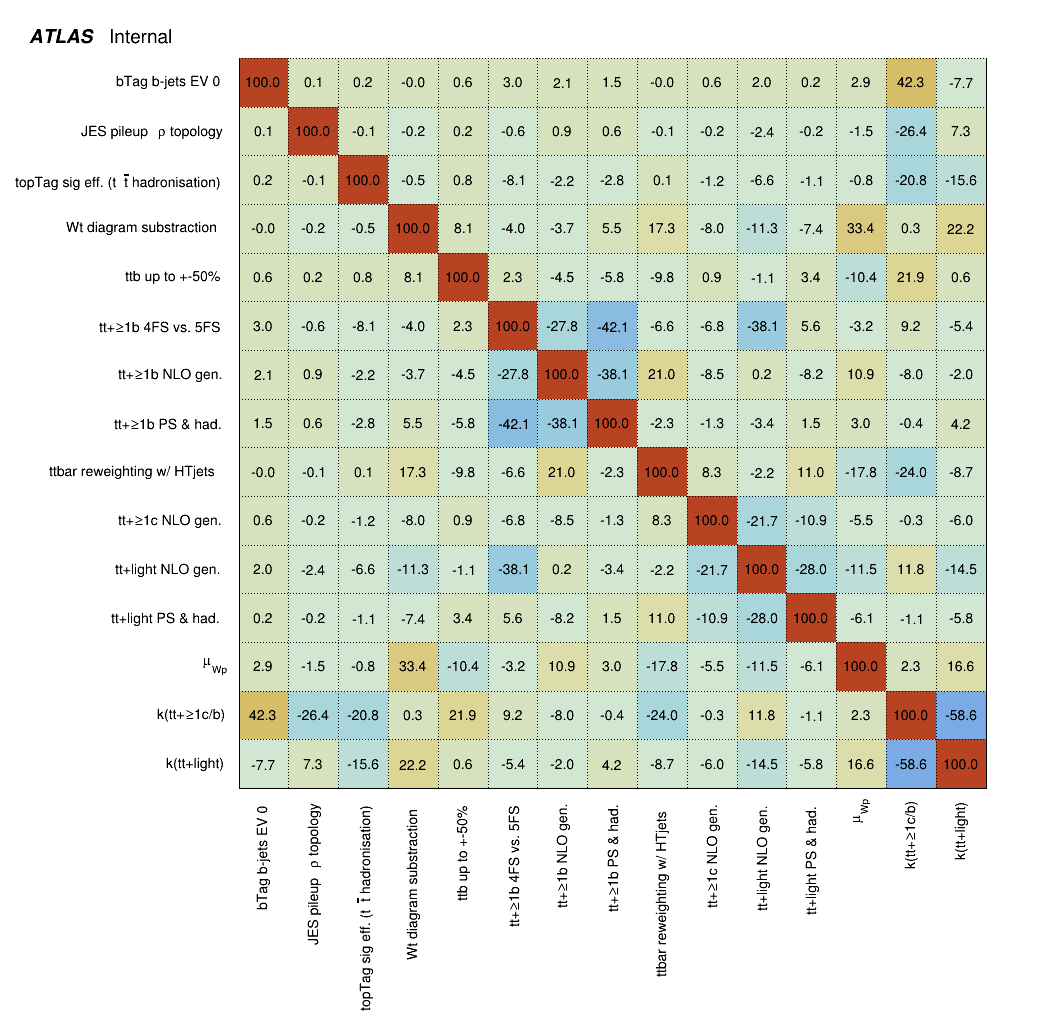 ATLAS Internal
bTag b-jets EV 0 100.0 0.1 0.2 -0.0 0.6 3.0 2.1 1.5 -0.0 0.6 2.0 0.2 2.9 42.3 -7.7
JES pileup ρ topology 0.1 100.0 -0.1 -0.2 0.2 -0.6 0.9 0.6 -0.1 -0.2 -2.4 -0.2 -1.5 -26.4 7.3
topTag sig eff. (t t̄ hadronisation) 0.2 -0.1 100.0 -0.5 0.8 -8.1 -2.2 -2.8 0.1 -1.2 -6.6 -1.1 -0.8 -20.8 -15.6
Wt diagram substraction -0.0 -0.2 -0.5 100.0 8.1 -4.0 -3.7 5.5 17.3 -8.0 -11.3 -7.4 33.4 0.3 22.2
ttb up to +-50% 0.6 0.2 0.8 8.1 100.0 2.3 -4.5 -5.8 -9.8 0.9 -1.1 3.4 -10.4 21.9 0.6
tt+≥1b 4FS vs. 5FS 3.0 -0.6 -8.1 -4.0 2.3 100.0 -27.8 -42.1 -6.6 -6.8 -38.1 5.6 -3.2 9.2 -5.4
tt+≥1b NLO gen. 2.1 0.9 -2.2 -3.7 -4.5 -27.8 100.0 -38.1 21.0 -8.5 0.2 -8.2 10.9 -8.0 -2.0
tt+≥1b PS & had. 1.5 0.6 -2.8 5.5 -5.8 -42.1 -38.1 100.0 -2.3 -1.3 -3.4 1.5 3.0 -0.4 4.2
ttbar reweighting w/ HTjets -0.0 -0.1 0.1 17.3 -9.8 -6.6 21.0 -2.3 100.0 8.3 -2.2 11.0 -17.8 -24.0 -8.7
tt+≥1c NLO gen. 0.6 -0.2 -1.2 -8.0 0.9 -6.8 -8.5 -1.3 8.3 100.0 -21.7 -10.9 -5.5 -0.3 -6.0
tt+light NLO gen. 2.0 -2.4 -6.6 -11.3 -1.1 -38.1 0.2 -3.4 -2.2 -21.7 100.0 -28.0 -11.5 11.8 -14.5
tt+light PS & had. 0.2 -0.2 -1.1 -7.4 3.4 5.6 -8.2 1.5 11.0 -10.9 -28.0 100.0 -6.1 -1.1 -5.8
μWp 2.9 -1.5 -0.8 33.4 -10.4 -3.2 10.9 3.0 -17.8 -5.5 -11.5 -6.1 100.0 2.3 16.6
k(tt+≥1c/b) 42.3 -26.4 -20.8 0.3 21.9 9.2 -8.0 -0.4 -24.0 -0.3 11.8 -1.1 2.3 100.0 -58.6
k(tt+light) -7.7 7.3 -15.6 22.2 0.6 -5.4 -2.0 4.2 -8.7 -6.0 -14.5 -5.8 16.6 -58.6 100.0
bTag b-jets EV 0
JES pileup ρ topology
topTag sig eff. (t t̄ hadronisation)
Wt diagram substraction
ttb up to +-50%
tt+≥1b 4FS vs. 5FS
tt+≥1b NLO gen.
tt+≥1b PS & had.
ttbar reweighting w/ HTjets
tt+≥1c NLO gen.
tt+light NLO gen.
tt+light PS & had.
μWp
k(tt+≥1c/b)
k(tt+light)